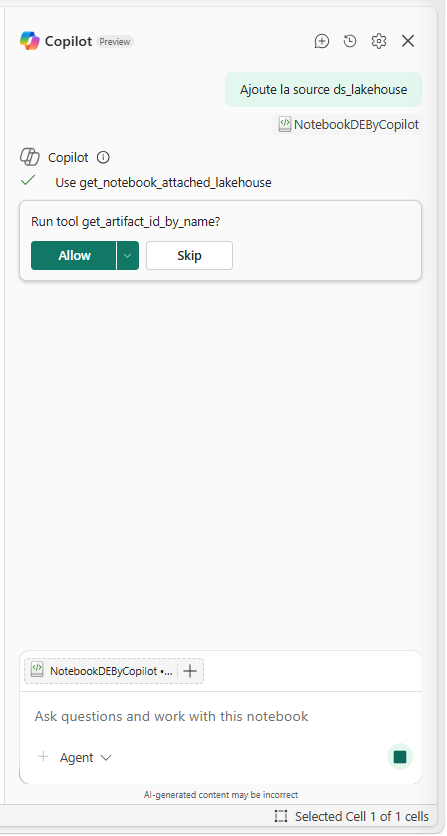 Copilot Preview
Ajoute la source ds_lakehouse
NotebookDEByCopilot
Copilot
Use get_notebook_attached_lakehouse
Run tool get_artifact_id_by_name?
Allow
Skip
NotebookDEByCopilot •...
Ask questions and work with this notebook
Agent
AI-generated content may be incorrect
Selected Cell 1 of 1 cells